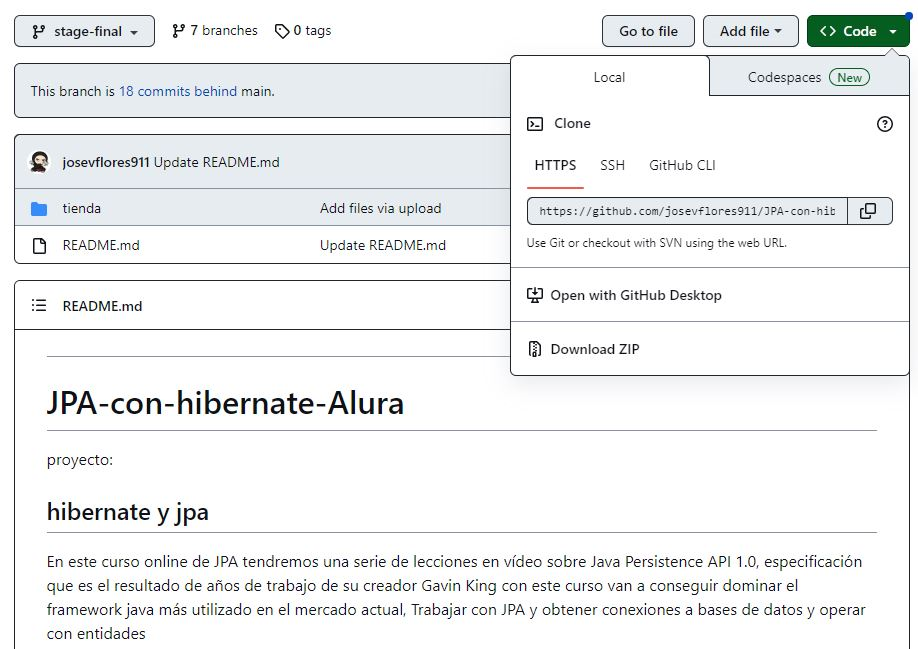 stage-final
7 branches
0 tags
Go to file
Add file
Code
This branch is 18 commits behind main.
josevflores911 Update README.md
tienda
Add files via upload
README.md
Update README.md
Local
Codespaces
New
Clone
HTTPS
SSH
GitHub CLI
https://github.com/josevflores911/JPA-con-hib
Use Git or checkout with SVN using the web URL.
Open with GitHub Desktop
Download ZIP
README.md
JPA-con-hibernate-Alura
proyecto:
hibernate y jpa
En este curso online de JPA tendremos una serie de lecciones en vídeo sobre Java Persistence API 1.0, especificación
que es el resultado de años de trabajo de su creador Gavin King con este curso van a conseguir dominar el
framework java más utilizado en el mercado actual, Trabajar con JPA y obtener conexiones a bases de datos y operar
con entidades